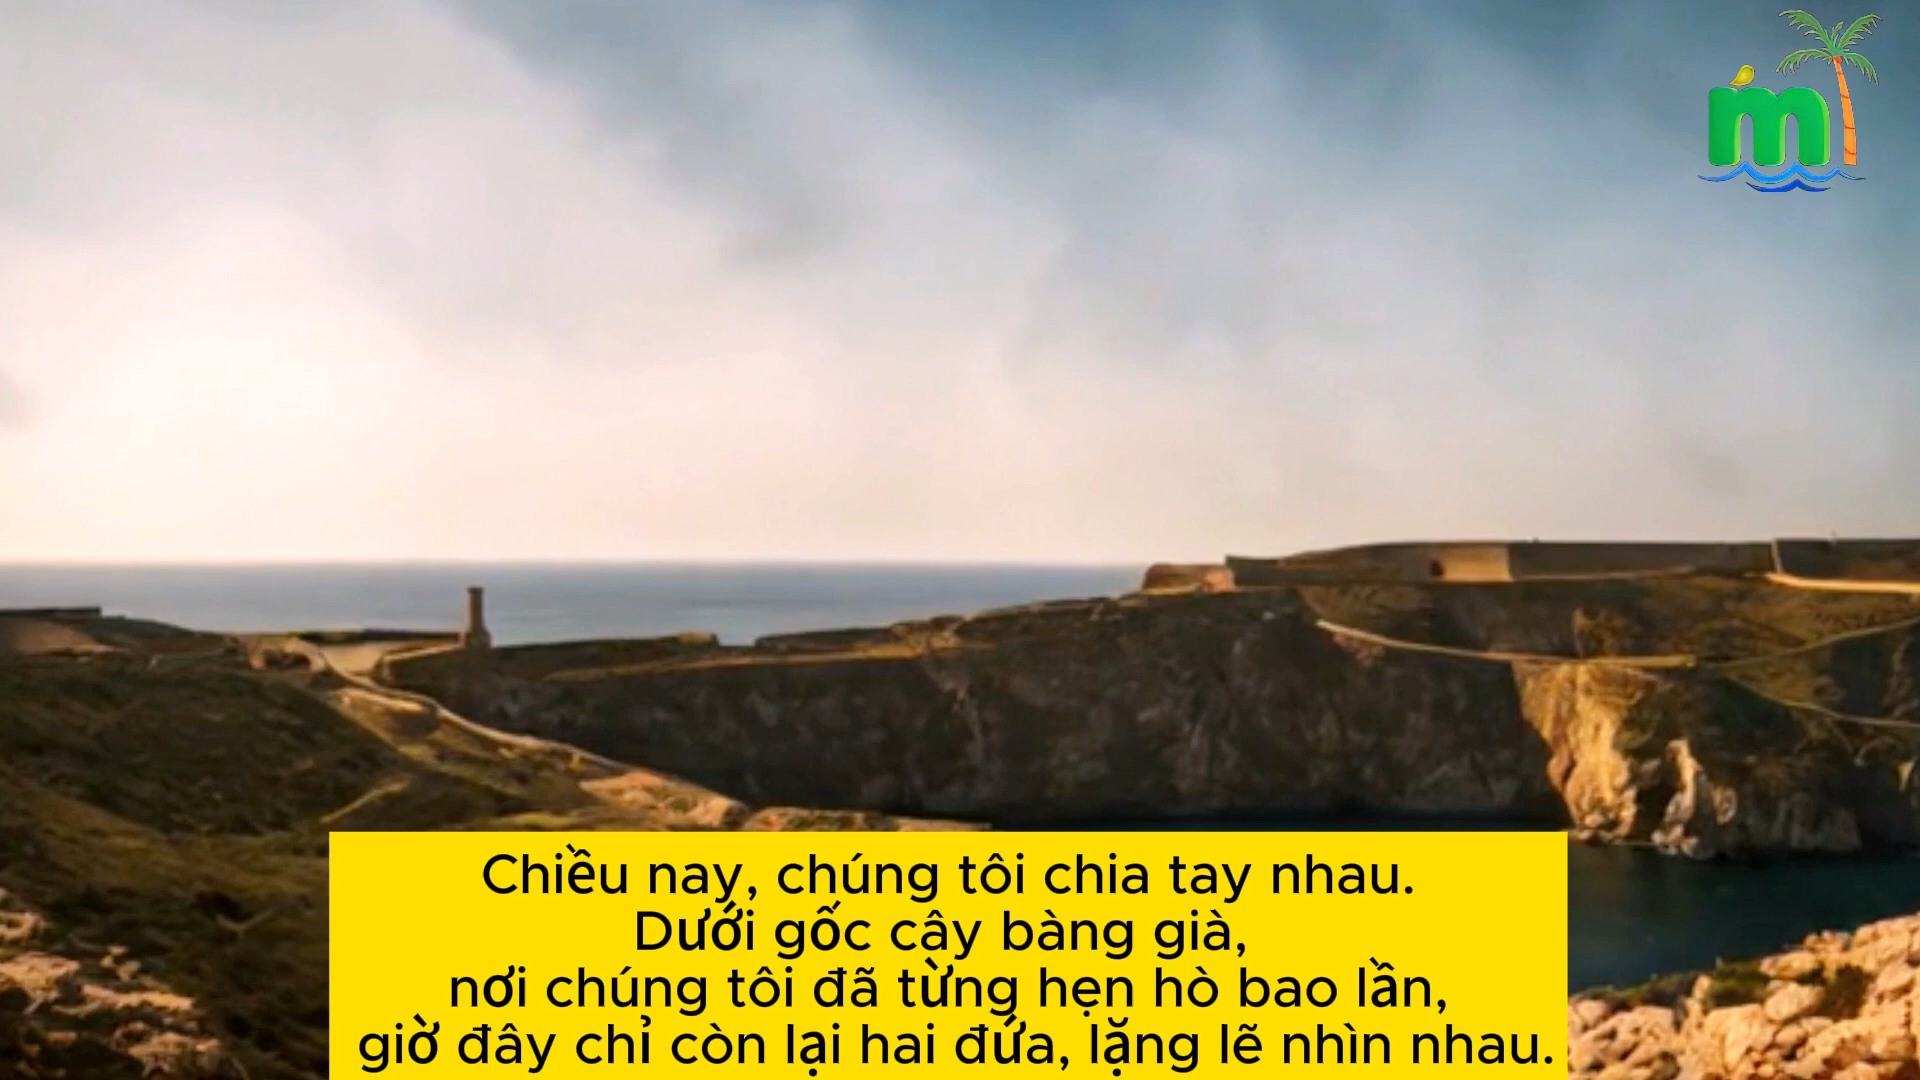 m
Chiều nay, chúng tôi chia tay nhau.
Dưới gốc cây bàng già,
nơi chúng tôi đã từng hẹn hò bao lần,
giờ đây chỉ còn lại hai đứa, lặng lẽ nhìn nhau.